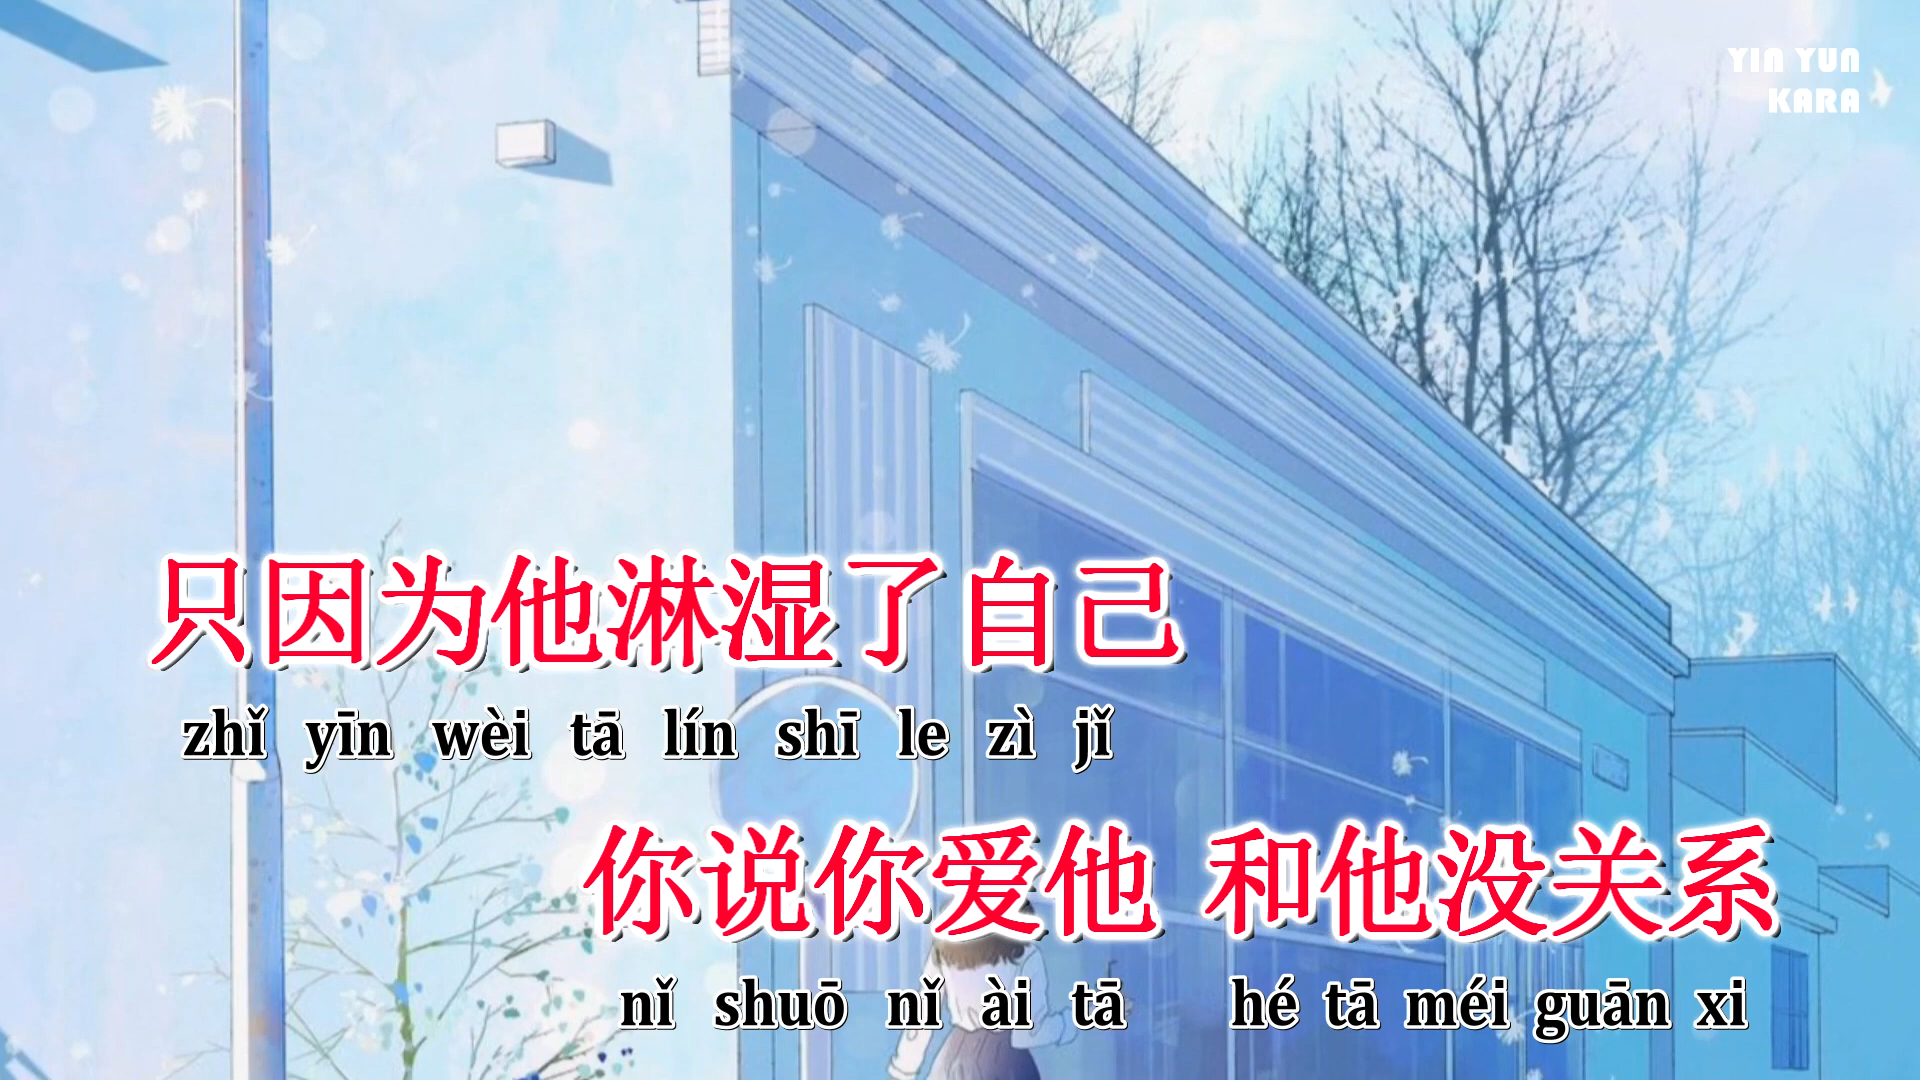 YIN YUN
KARA
只因为他淋湿了自己
zhǐ yīn wèi tā lín shī le zì jǐ
你说你爱他 和他没关系
nǐ shuō nǐ ài tā hé tā méi guān xi